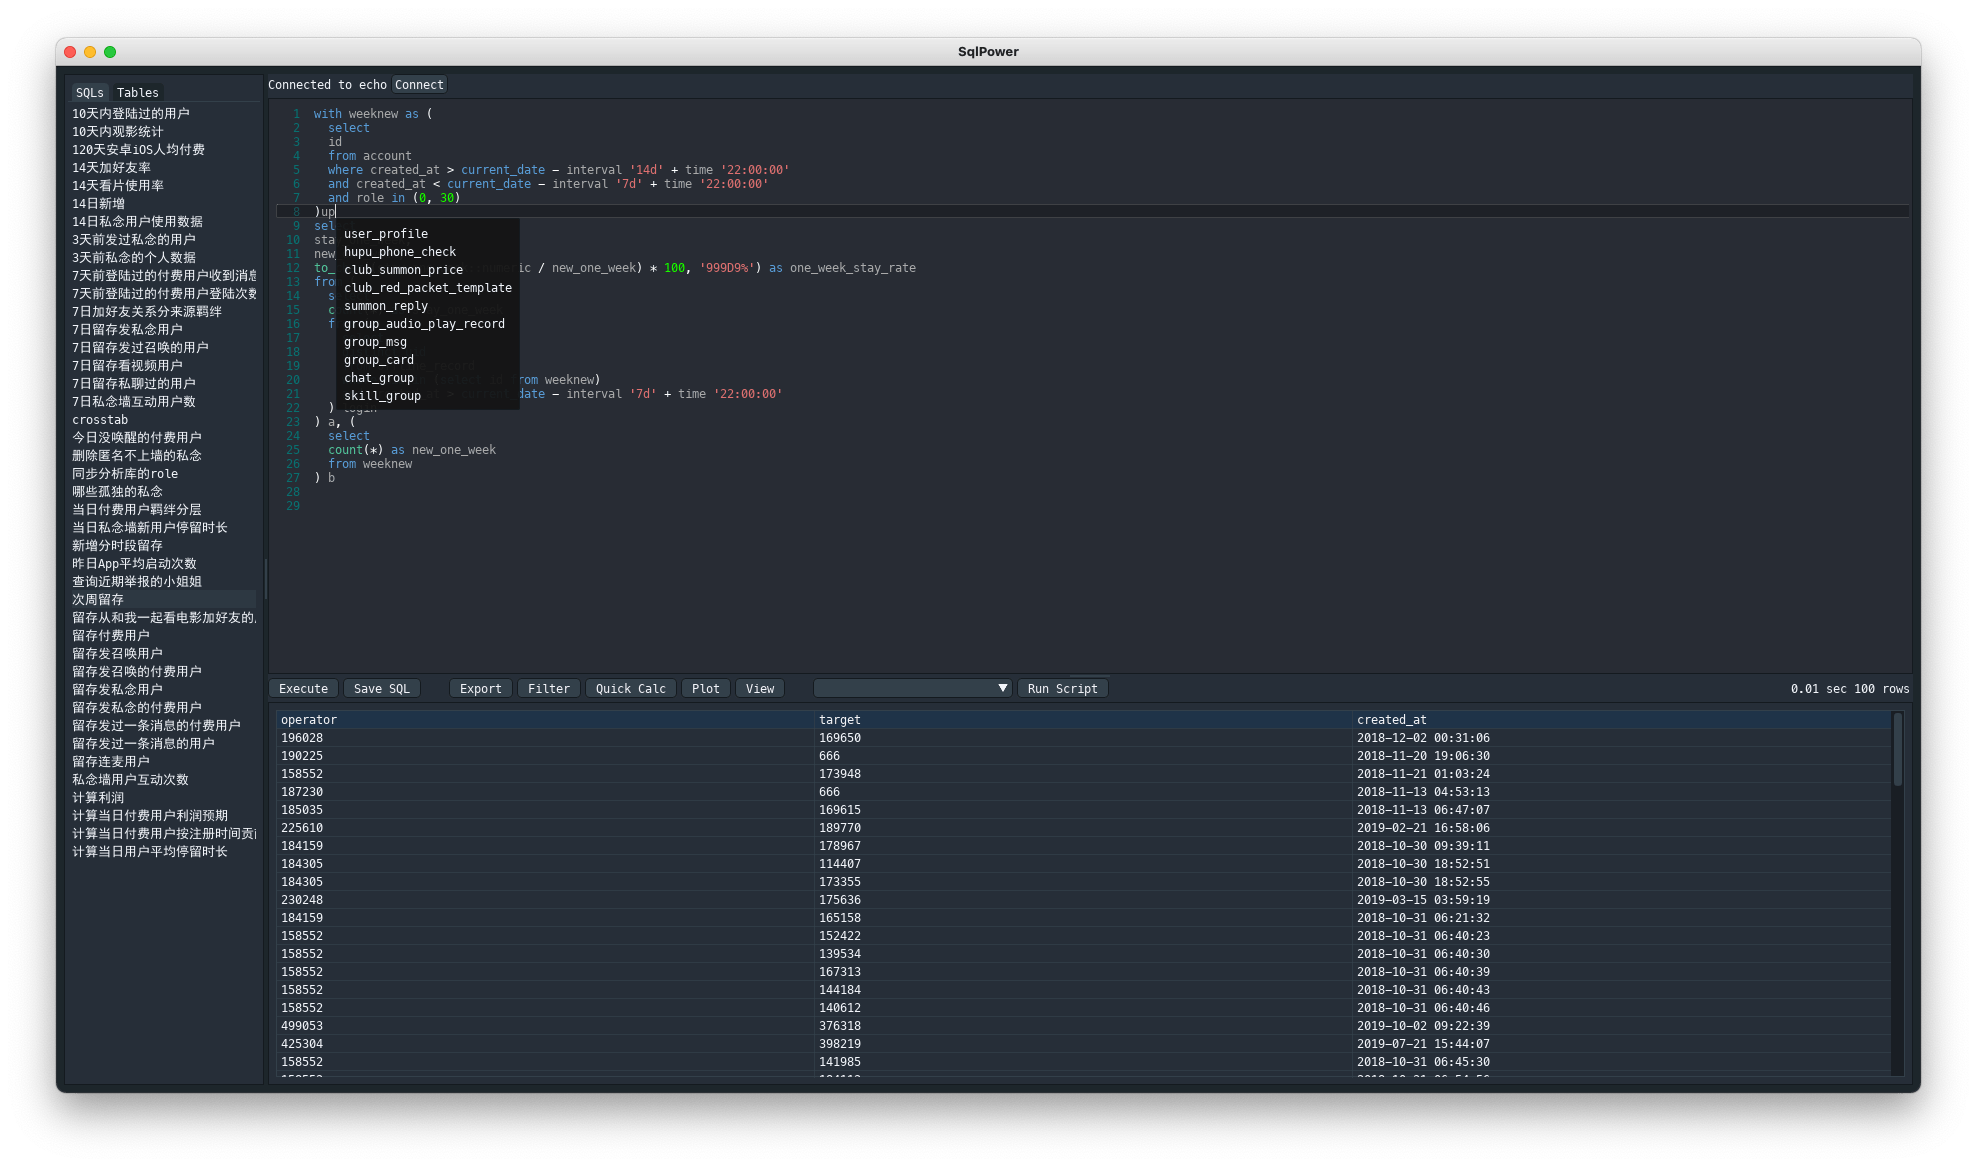 SqlPower
SQLs Tables
10天内登陆过的用户
10天内观影统计
120天安卓iOS人均付费
14天加好友率
14天看片使用率
14日新增
14日私念用户使用数据
3天前发过私念的用户
3天前私念的个人数据
7天前登陆过的付费用户收到消息
7天前登陆过的付费用户登陆次数
7日加好友关系分来源羁绊
7日留存发私念用户
7日留存发过召唤的用户
7日留存看视频用户
7日留存私聊过的用户
7日私念墙互动用户数
crosstab
今日没唤醒的付费用户
删除匿名不上墙的私念
同步分析库的role
哪些孤独的私念
当日付费用户羁绊分层
当日私念墙新用户停留时长
新增分时段留存
昨日App平均启动次数
查询近期举报的小姐姐
次周留存
留存从和我一起看电影加好友的
留存付费用户
留存发召唤用户
留存发召唤的付费用户
留存发私念用户
留存发私念的付费用户
留存发过一条消息的付费用户
留存发过一条消息的用户
留存连麦用户
私念墙用户互动次数
计算利润
计算当日付费用户利润预期
计算当日付费用户按注册时间贡
计算当日用户平均停留时长
Connected to echo Connect
1 with weeknew as (
2 select
3 id
4 from account
5 where created_at > current_date - interval '14d' + time '22:00:00'
6 and created_at < current_date - interval '7d' + time '22:00:00'
7 and role in (0, 30)
8 )up
9 sel
10 sta
11 new_
12 to_ ic / new_one_week) * 100, '999D9%') as one_week_stay_rate
13 fro
14 s
15 c
16 f
17
18
19
20 from weeknew)
21 date - interval '7d' + time '22:00:00'
22 ) login
23 ) a, (
24 select
25 count(*) as new_one_week
26 from weeknew
27 ) b
28
29
user_profile
hupu_phone_check
club_summon_price
club_red_packet_template
summon_reply
group_audio_play_record
group_msg
group_card
chat_group
skill_group
Execute Save SQL Export Filter Quick Calc Plot View Run Script 0.01 sec 100 rows
operator target created_at
196028 169650 2018-12-02 00:31:06
190225 666 2018-11-20 19:06:30
158552 173948 2018-11-21 01:03:24
187230 666 2018-11-13 04:53:13
185035 169615 2018-11-13 06:47:07
225610 189770 2019-02-21 16:58:06
184159 178967 2018-10-30 09:39:11
184305 114407 2018-10-30 18:52:51
184305 173355 2018-10-30 18:52:55
230248 175636 2019-03-15 03:59:19
184159 165158 2018-10-31 06:21:32
158552 152422 2018-10-31 06:40:23
158552 139534 2018-10-31 06:40:30
158552 167313 2018-10-31 06:40:39
158552 144184 2018-10-31 06:40:43
158552 140612 2018-10-31 06:40:46
499053 376318 2019-10-02 09:22:39
425304 398219 2019-07-21 15:44:07
158552 141985 2018-10-31 06:45:30